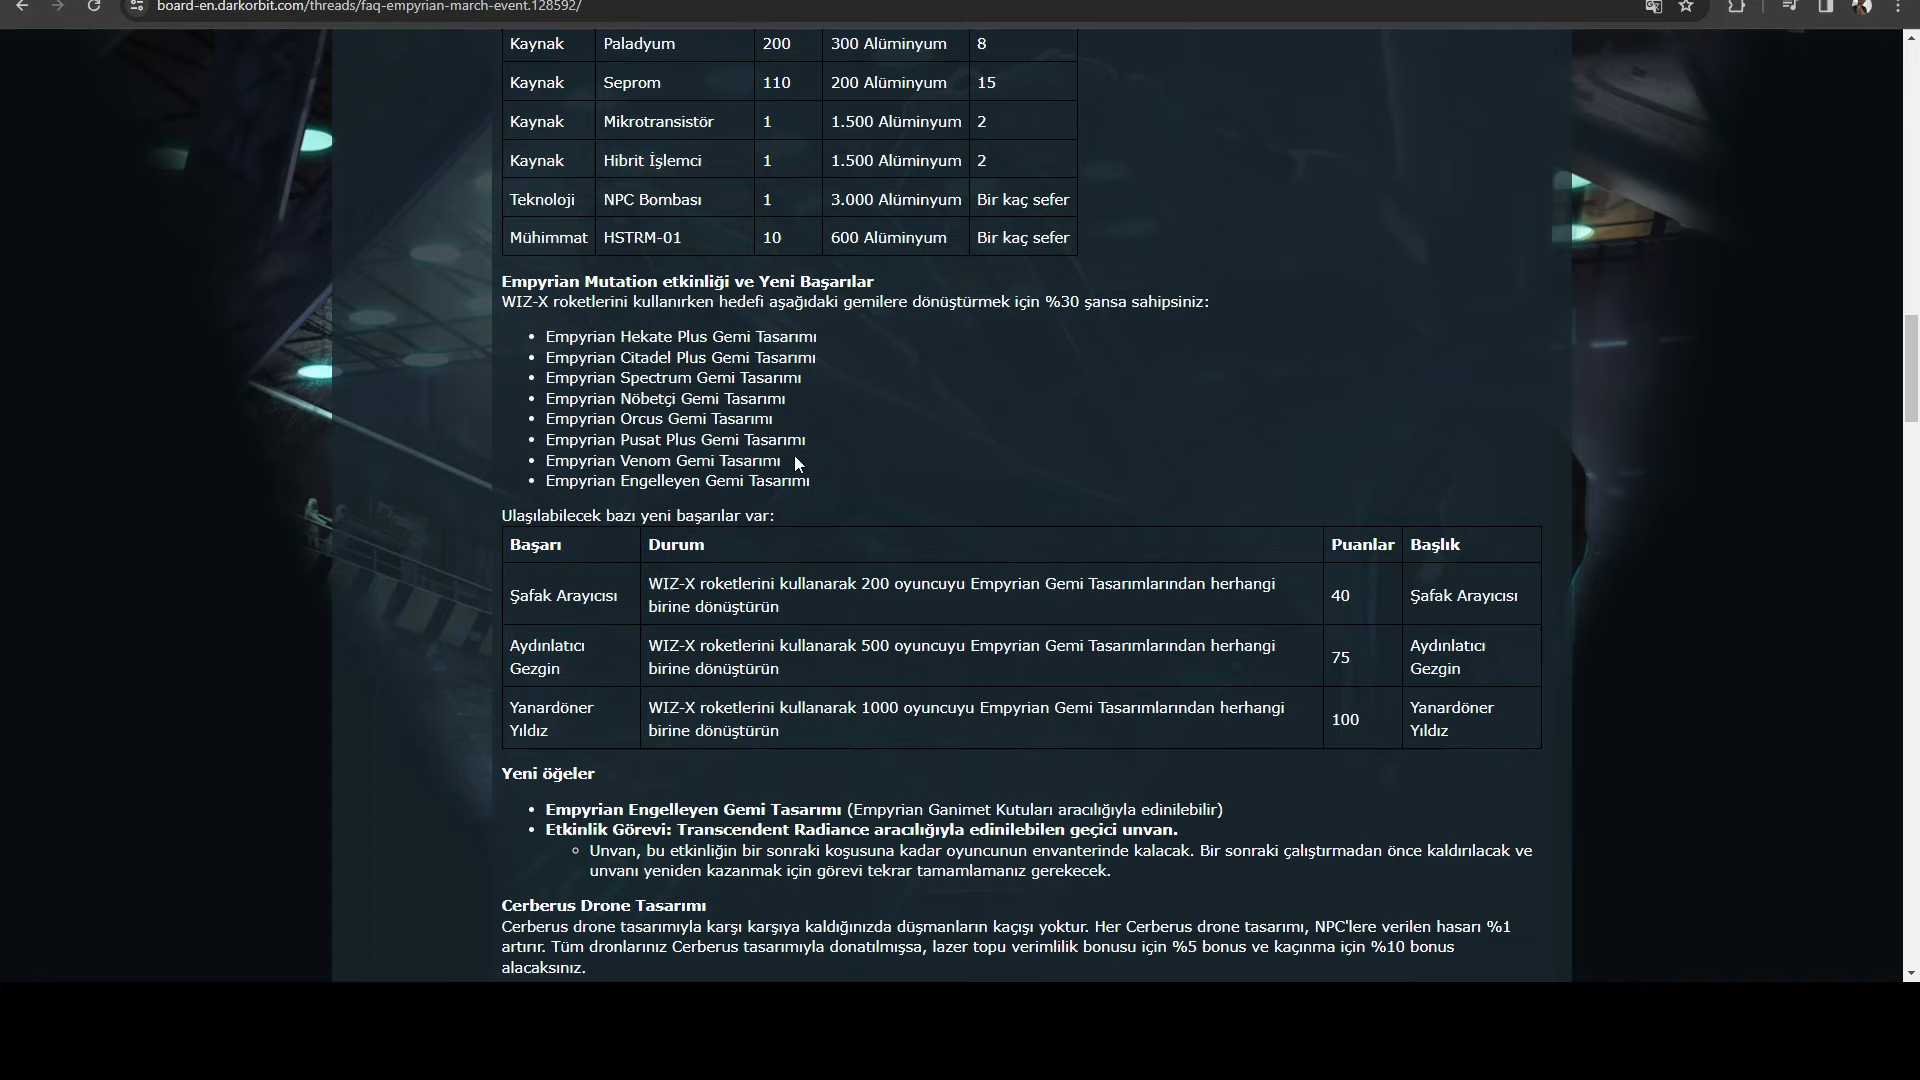 board-en.darkorbit.com/threads/faq-empyrian-march-event.128592/
Kaynak Paladyum 200 300 Alüminyum 8
Kaynak Seprom 110 200 Alüminyum 15
Kaynak Mikrotransistör 1 1.500 Alüminyum 2
Kaynak Hibrit İşlemci 1 1.500 Alüminyum 2
Teknoloji NPC Bombası 1 3.000 Alüminyum Bir kaç sefer
Mühimmat HSTRM-01 10 600 Alüminyum Bir kaç sefer
Empyrian Mutation etkinliği ve Yeni Başarılar
WIZ-X roketlerini kullanırken hedefi aşağıdaki gemilere dönüştürmek için %30 şansa sahipsiniz:
• Empyrian Hekate Plus Gemi Tasarımı
• Empyrian Citadel Plus Gemi Tasarımı
• Empyrian Spectrum Gemi Tasarımı
• Empyrian Nöbetçi Gemi Tasarımı
• Empyrian Orcus Gemi Tasarımı
• Empyrian Pusat Plus Gemi Tasarımı
• Empyrian Venom Gemi Tasarımı
• Empyrian Engelleyen Gemi Tasarımı
Ulaşılabilecek bazı yeni başarılar var:
Başarı Durum Puanlar Başlık
Şafak Arayıcısı WIZ-X roketlerini kullanarak 200 oyuncuyu Empyrian Gemi Tasarımlarından herhangi
birine dönüştürün 40 Şafak Arayıcısı
Aydınlatıcı
Gezgin WIZ-X roketlerini kullanarak 500 oyuncuyu Empyrian Gemi Tasarımlarından herhangi
birine dönüştürün 75 Aydınlatıcı
Gezgin
Yanardöner
Yıldız WIZ-X roketlerini kullanarak 1000 oyuncuyu Empyrian Gemi Tasarımlarından herhangi
birine dönüştürün 100 Yanardöner
Yıldız
Yeni öğeler
• Empyrian Engelleyen Gemi Tasarımı (Empyrian Ganimet Kutuları aracılığıyla edinilebilir)
• Etkinlik Görevi: Transcendent Radiance aracılığıyla edinilebilen geçici unvan.
◦ Unvan, bu etkinliğin bir sonraki koşusuna kadar oyuncunun envanterinde kalacak. Bir sonraki çalıştırmadan önce kaldırılacak ve
unvanı yeniden kazanmak için görevi tekrar tamamlamanız gerekecek.
Cerberus Drone Tasarımı
Cerberus drone tasarımıyla karşı karşıya kaldığınızda düşmanların kaçışı yoktur. Her Cerberus drone tasarımı, NPC'lere verilen hasarı %1
artırır. Tüm dronlarınız Cerberus tasarımıyla donatılmışsa, lazer topu verimlilik bonusu için %5 bonus ve kaçınma için %10 bonus
alacaksınız.